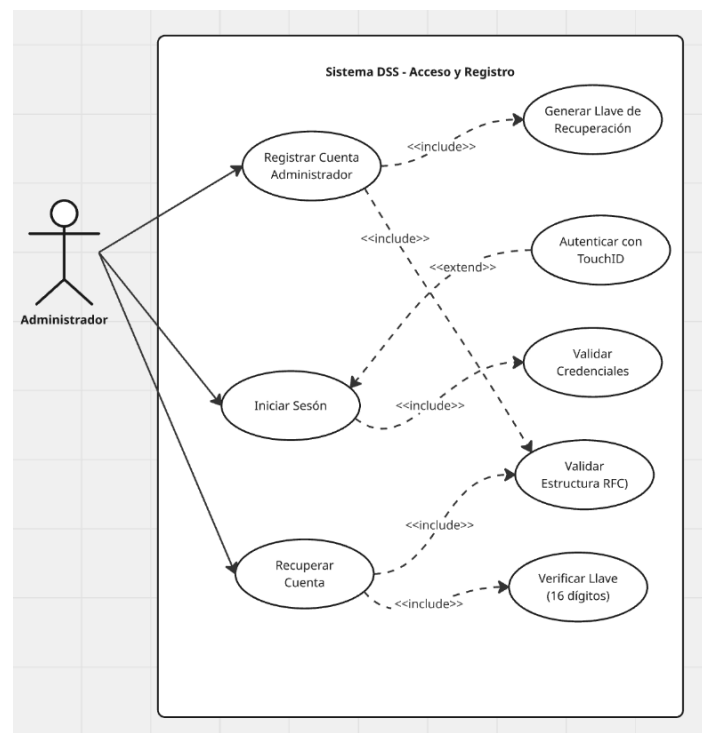 Sistema DSS - Acceso y Registro
Generar Llave de
Recuperación
<<include>>
Registrar Cuenta
Administrador
<<include>>
Autenticar con
TouchID
<<extend>>
Administrador
Validar
Credenciales
Iniciar Sesón
<<include>>
Validar
Estructura RFC)
<<include>>
Recuperar
Cuenta
Verificar Llave
(16 dígitos)
<<include>>